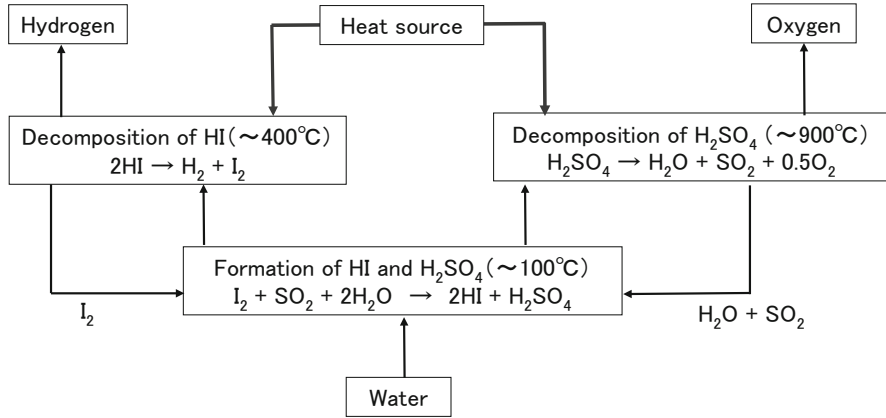 Hydrogen
Heat source
Oxygen
Decomposition of HI(～400℃)
2HI → H₂ + I₂
Decomposition of H₂SO₄ (～900℃)
H₂SO₄ → H₂O + SO₂ + 0.5O₂
Formation of HI and H₂SO₄(～100℃)
I₂ + SO₂ + 2H₂O → 2HI + H₂SO₄
I₂
H₂O + SO₂
Water